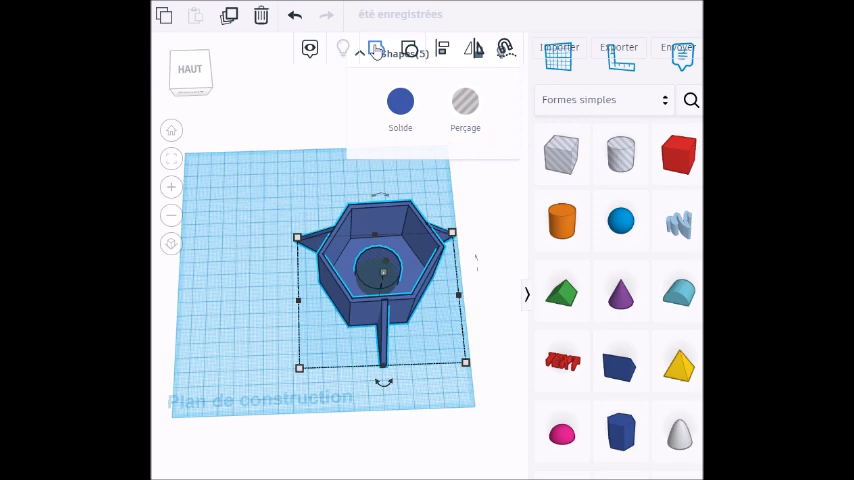 été enregistrées
Importer
Exporter
Envoyer
Shapes(5)
HAUT
Formes simples
Solide
Perçage
Plan de construction